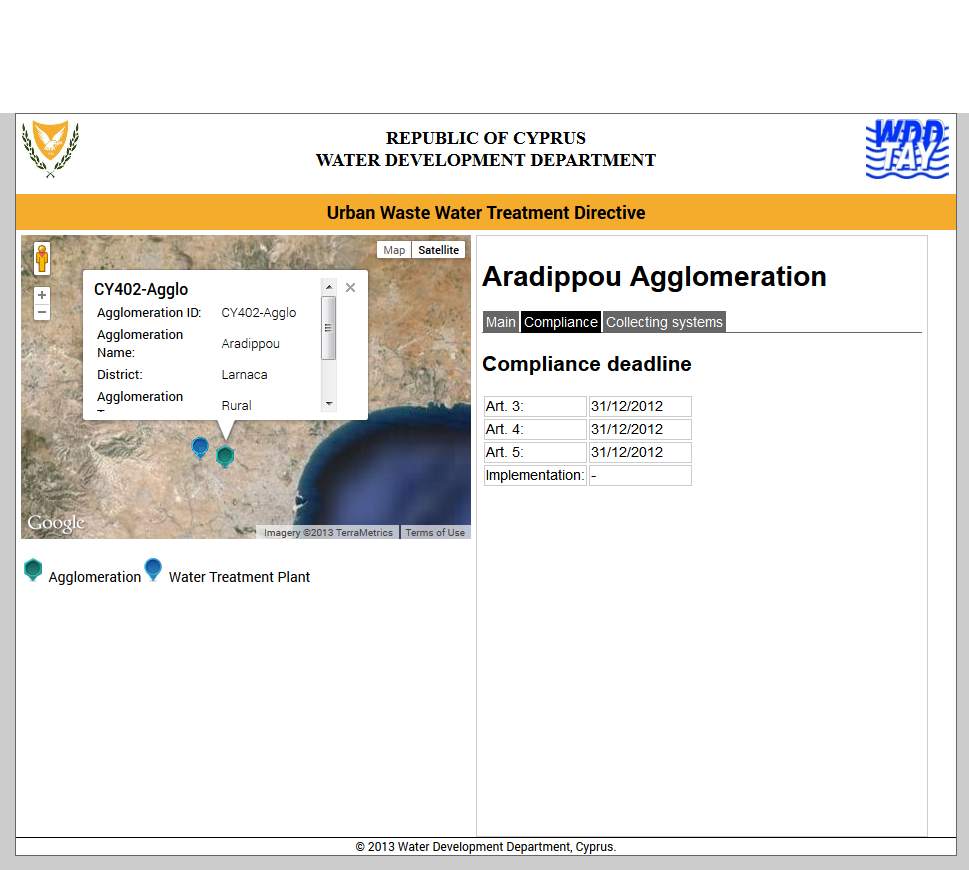 REPUBLIC OF CYPRUS
WATER DEVELOPMENT DEPARTMENT
WDD
TAY
Urban Waste Water Treatment Directive
Map Satellite
+
−
CY402-Agglo
Agglomeration ID: CY402-Agglo
Agglomeration
Name: Aradippou
District: Larnaca
Agglomeration
Rural
Google
Imagery ©2013 TerraMetrics Terms of Use
Agglomeration Water Treatment Plant
Aradippou Agglomeration
Main Compliance Collecting systems
Compliance deadline
Art. 3: 31/12/2012
Art. 4: 31/12/2012
Art. 5: 31/12/2012
Implementation: -
© 2013 Water Development Department, Cyprus.